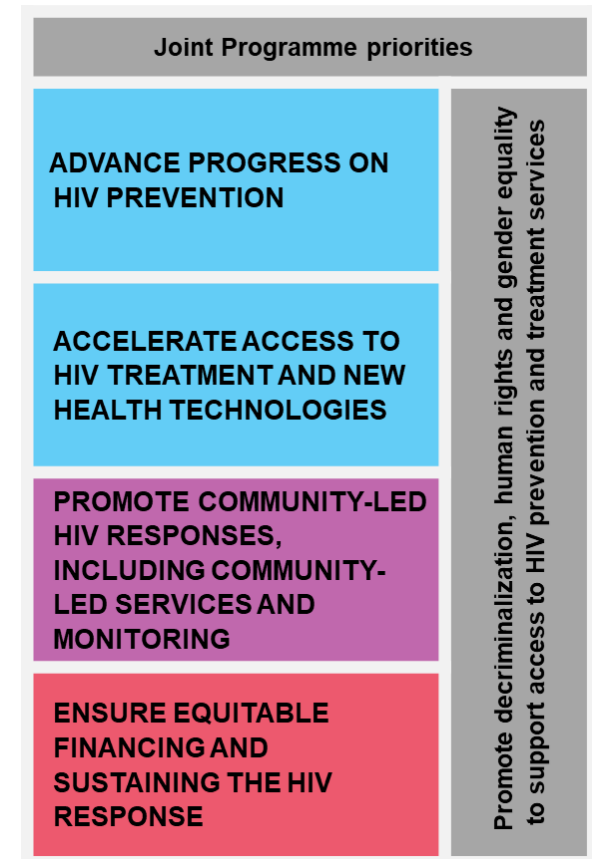 Joint Programme priorities
ADVANCE PROGRESS ON
HIV PREVENTION
ACCELERATE ACCESS TO
HIV TREATMENT AND NEW
HEALTH TECHNOLOGIES
PROMOTE COMMUNITY-LED
HIV RESPONSES,
INCLUDING COMMUNITY-
LED SERVICES AND
MONITORING
ENSURE EQUITABLE
FINANCING AND
SUSTAINING THE HIV
RESPONSE
Promote decriminalization, human rights and gender equality
to support access to HIV prevention and treatment services